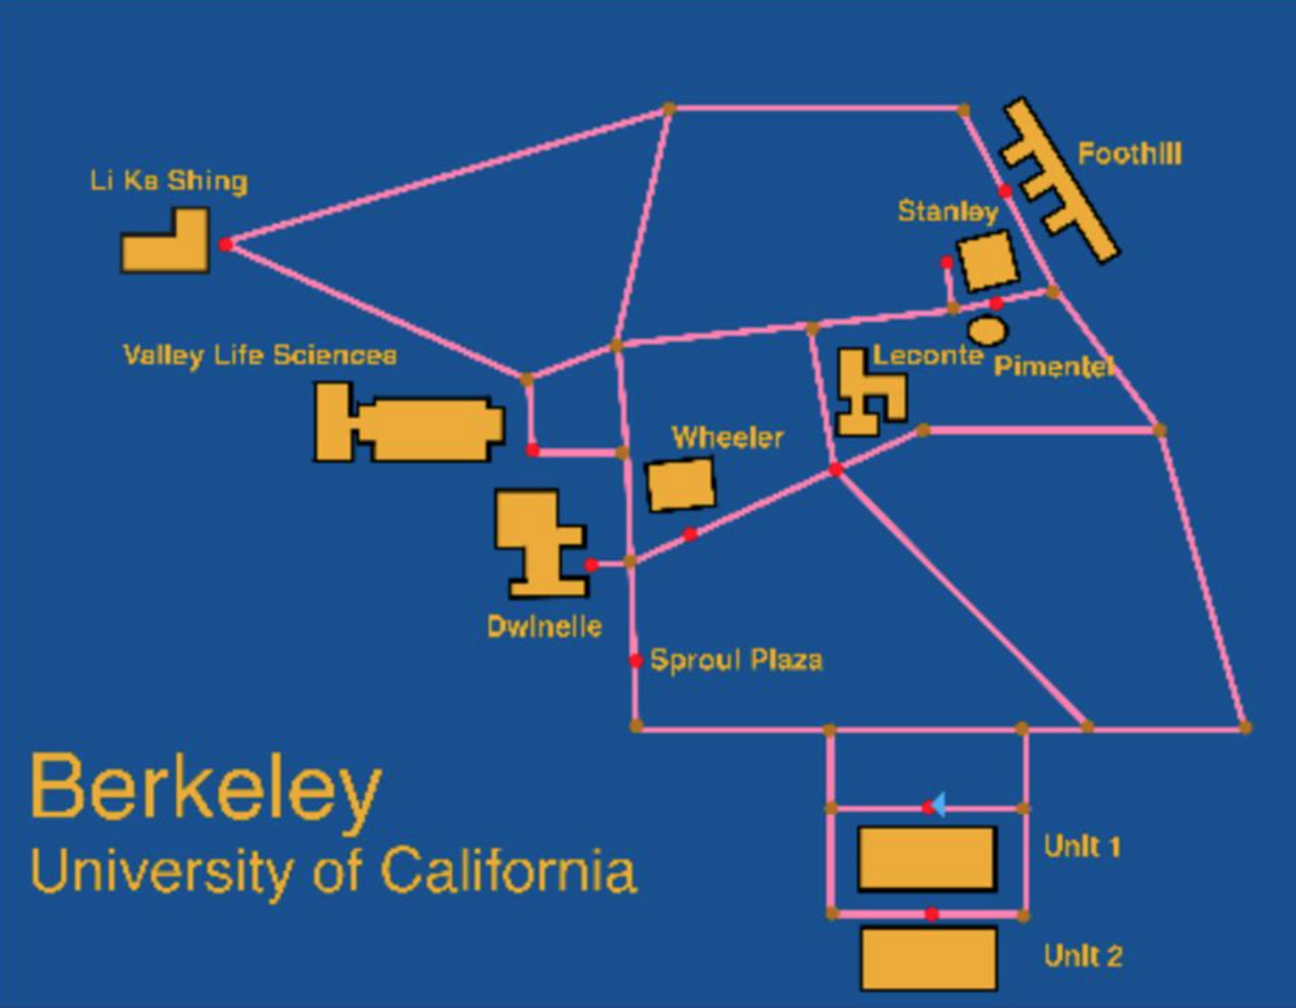 Foothill
Li Ka Shing
Stanley
Valley Life Sciences
Leconte
Pimentel
Wheeler
Dwinelle
Sproul Plaza
Berkeley
University of California
Unit 1
Unit 2